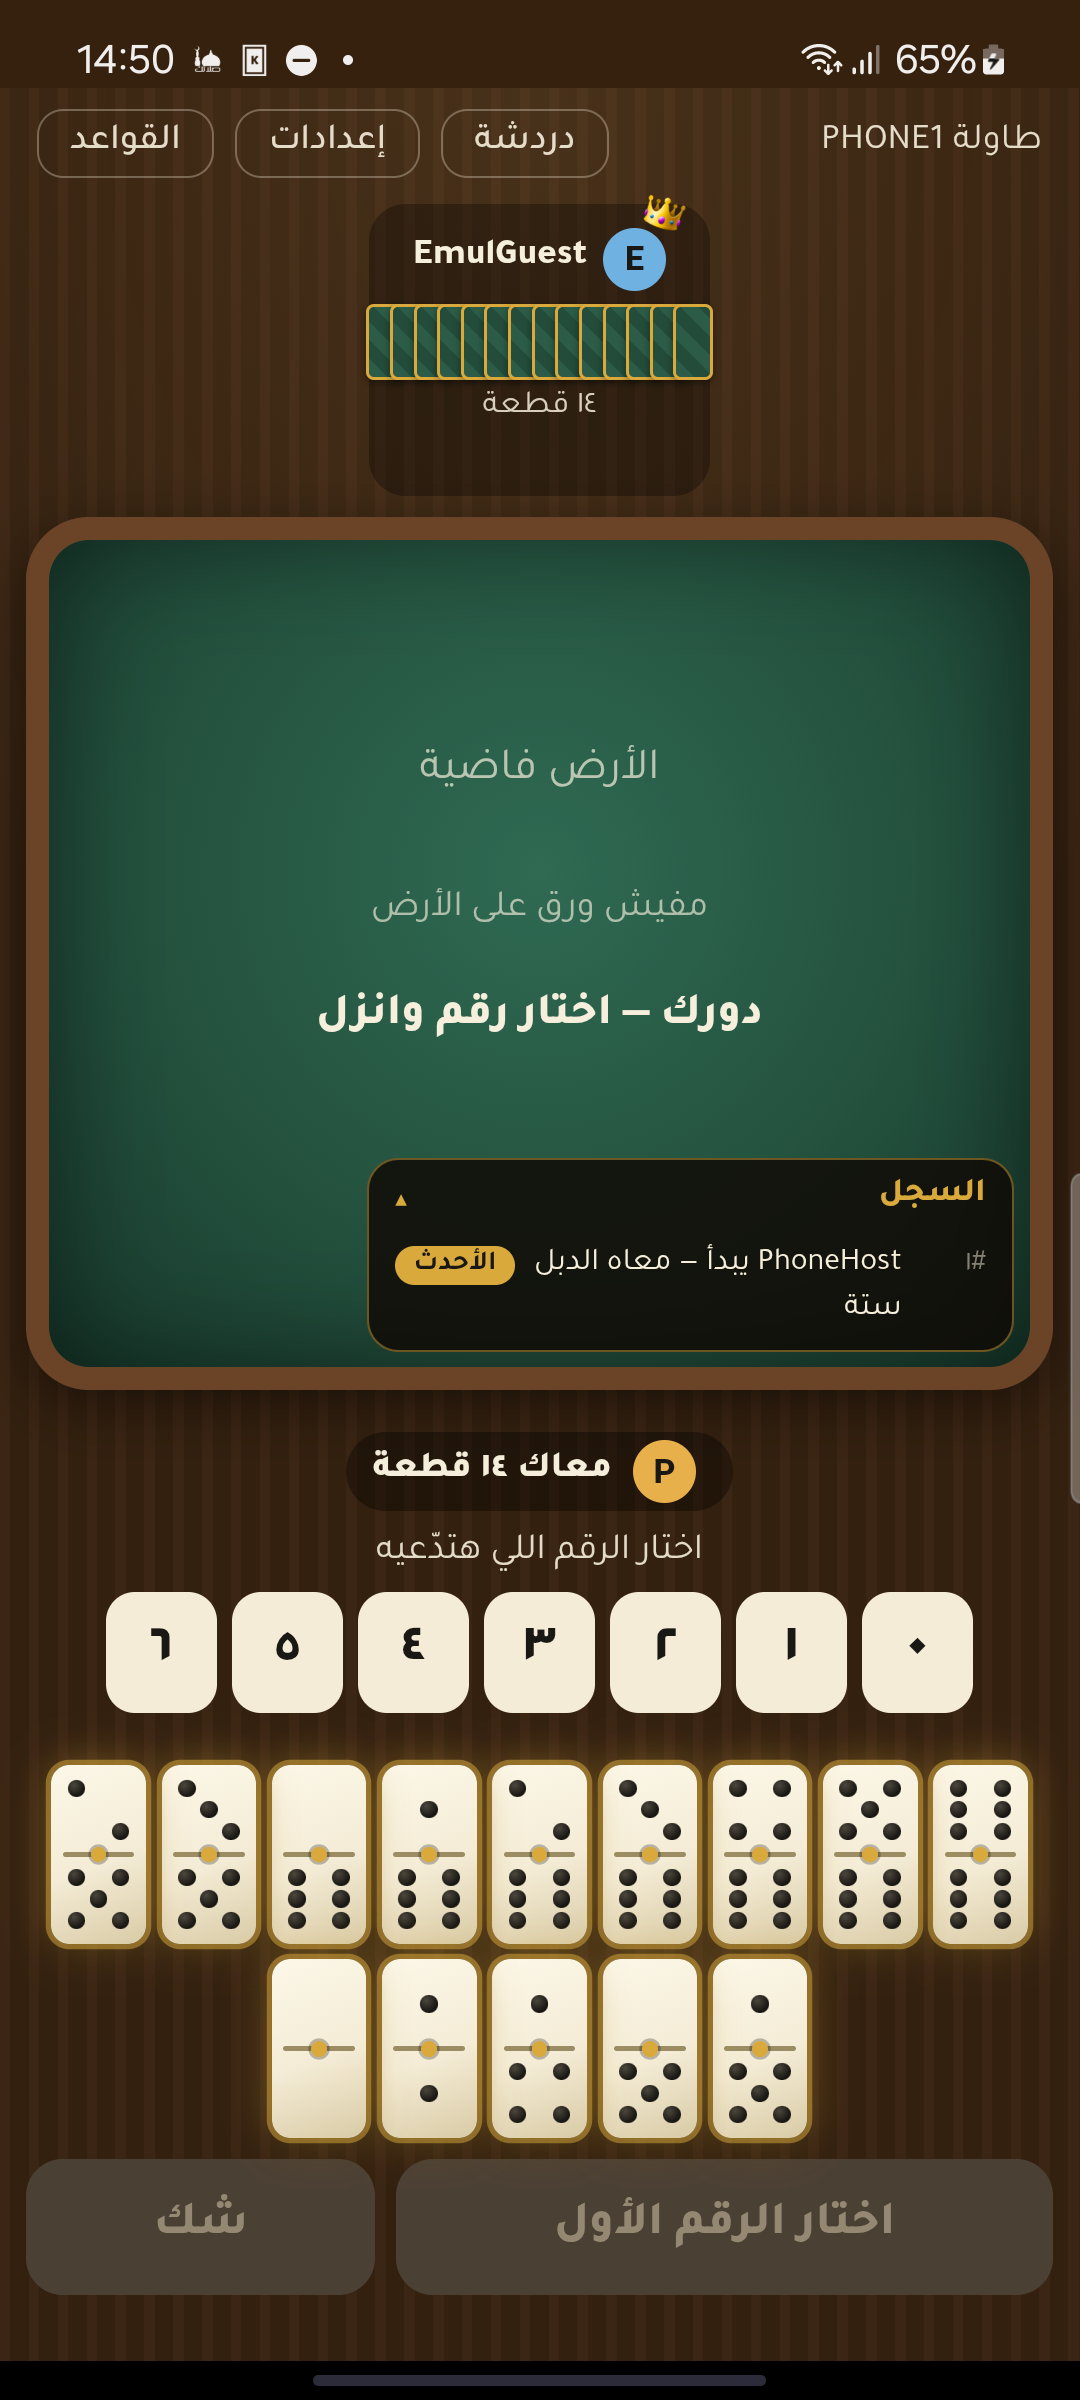 14:50
65%
طاولة PHONE1
دردشة
إعدادات
القواعد
E
EmulGuest
١٤ قطعة
الأرض فاضية
مفيش ورق على الأرض
دورك – اختار رقم وانزل
السجل ▲
#١ PhoneHost يبدأ – معاه الدبل الأحدث
ستة
P
معاك ١٤ قطعة
اختار الرقم اللي هتدّعيه
٠ ١ ٢ ٣ ٤ ٥ ٦
اختار الرقم الأول
شك